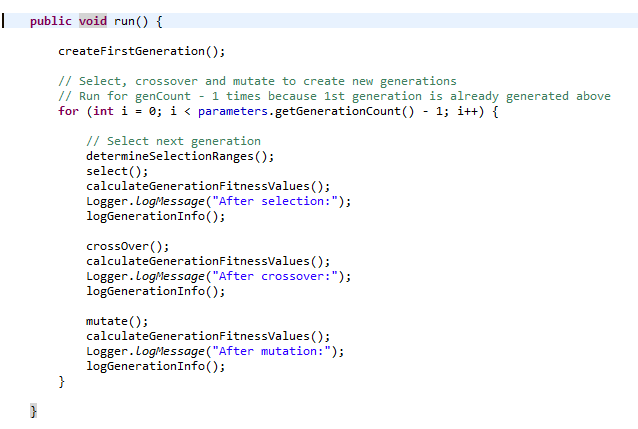 public void run() {
createFirstGeneration();
// Select, crossover and mutate to create new generations
// Run for genCount - 1 times because 1st generation is already generated above
for (int i = 0; i < parameters.getGenerationCount() - 1; i++) {
// Select next generation
determineSelectionRanges();
select();
calculateGenerationFitnessValues();
Logger.logMessage("After selection:");
logGenerationInfo();
crossOver();
calculateGenerationFitnessValues();
Logger.logMessage("After crossover:");
logGenerationInfo();
mutate();
calculateGenerationFitnessValues();
Logger.logMessage("After mutation:");
logGenerationInfo();
}
}